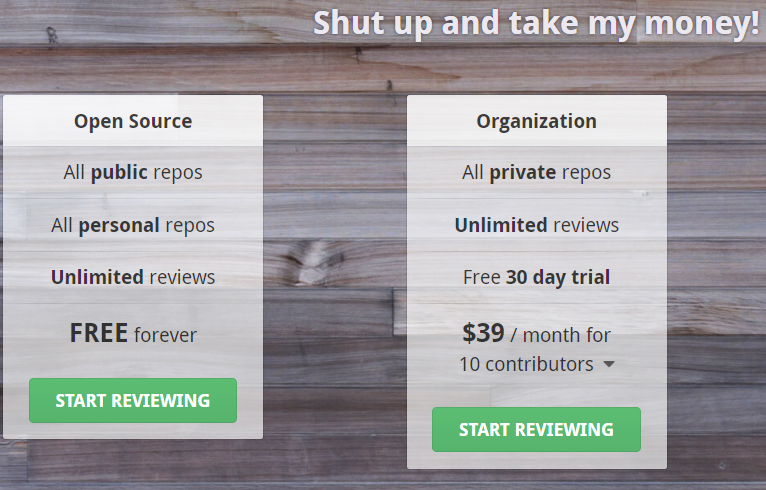 Shut up and take my money!
Open Source
All public repos
All personal repos
Unlimited reviews
FREE forever
START REVIEWING
Organization
All private repos
Unlimited reviews
Free 30 day trial
$39 / month for
10 contributors
START REVIEWING